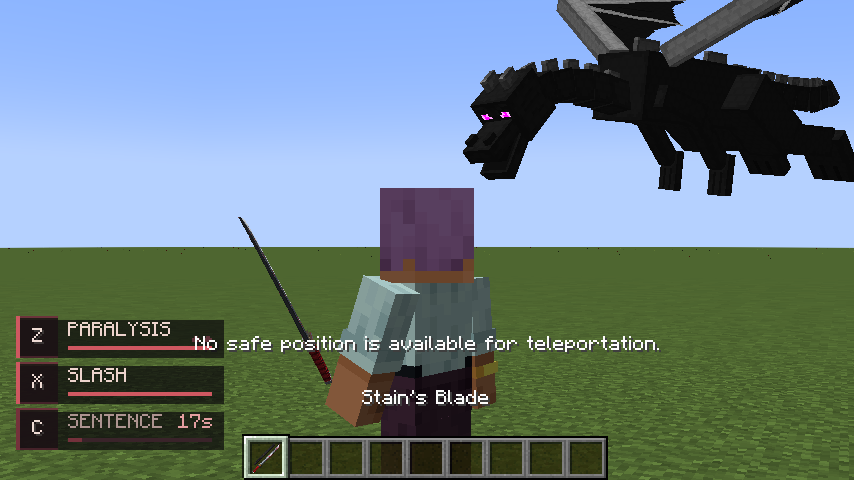 Z PARALYSIS
No safe position is available for teleportation.
X SLASH
Stain's Blade
C SENTENCE 17s